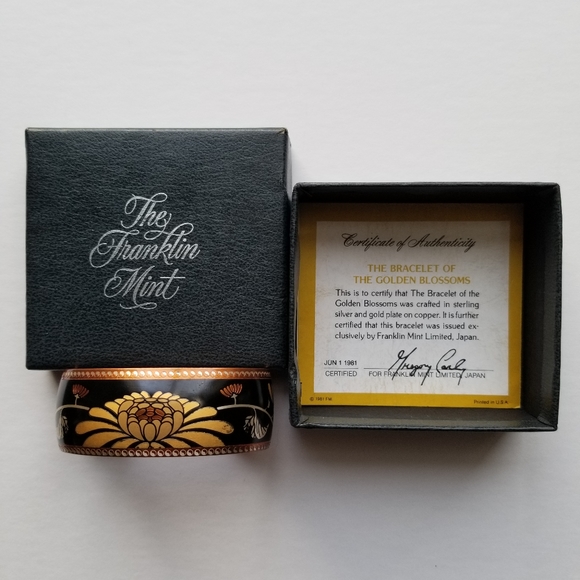 The
Franklin
Mint
Certificate of Authenticity
THE BRACELET OF
THE GOLDEN BLOSSOMS
This is to certify that The Bracelet of the
Golden Blossoms was crafted in sterling
silver and gold plate on copper. It is further
certified that this bracelet was issued ex-
clusively by Franklin Mint Limited, Japan.
JUN 1 1981
CERTIFIED
Gregory
FOR FRANKLIN MINT LIMITED, JAPAN
© 1981 FM
Printed in U.S.A.